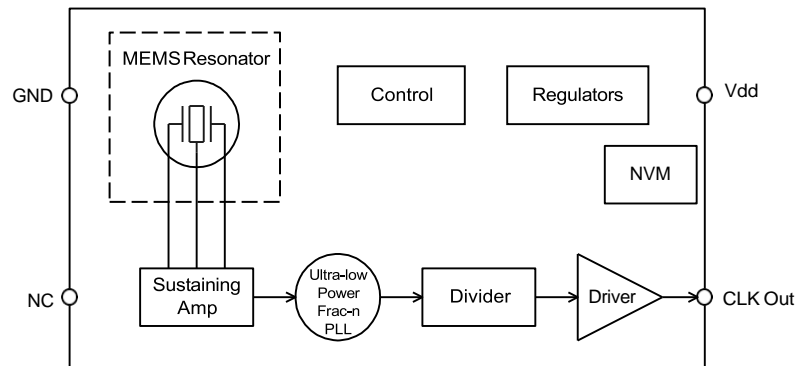 MEMS Resonator
GND
Control
Regulators
Vdd
NVM
NC
Sustaining
Amp
Ultra-low
Power
Frac-n
PLL
Divider
Driver
CLK Out